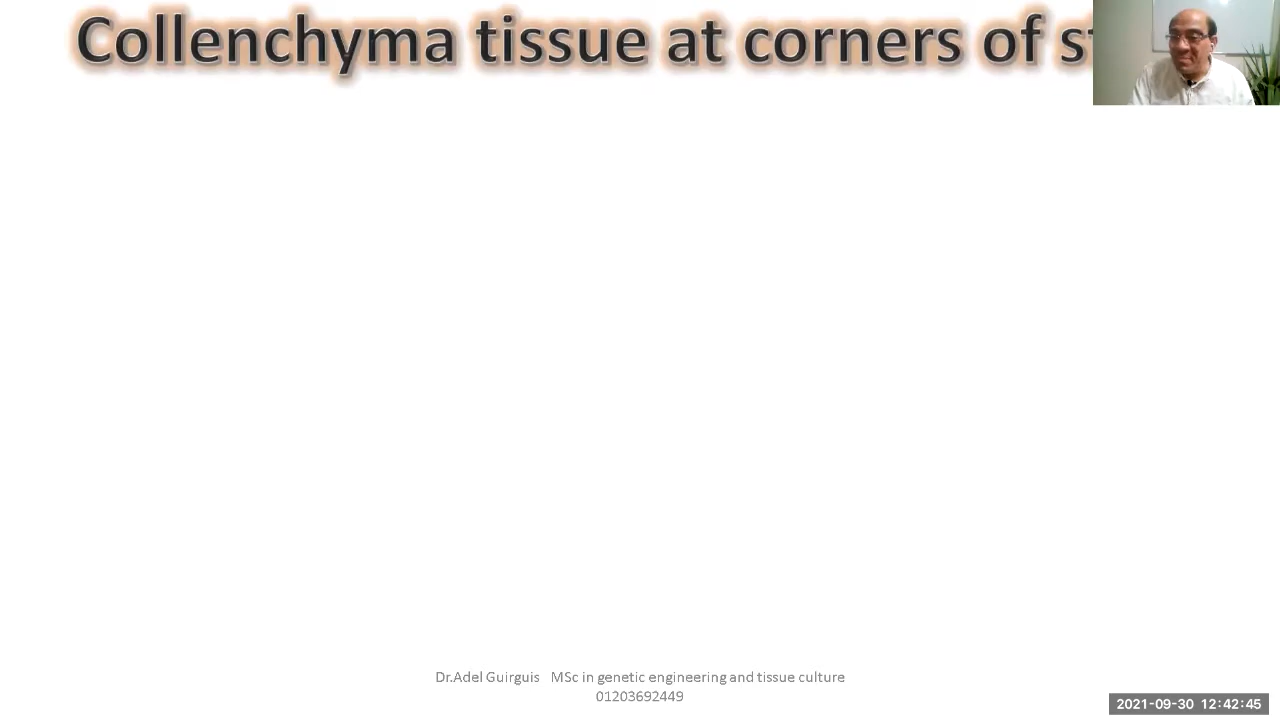 Collenchyma tissue at corners of
Dr.Adel Guirguis MSc in genetic engineering and tissue culture
01203692449
2021-09-30 12:42:45